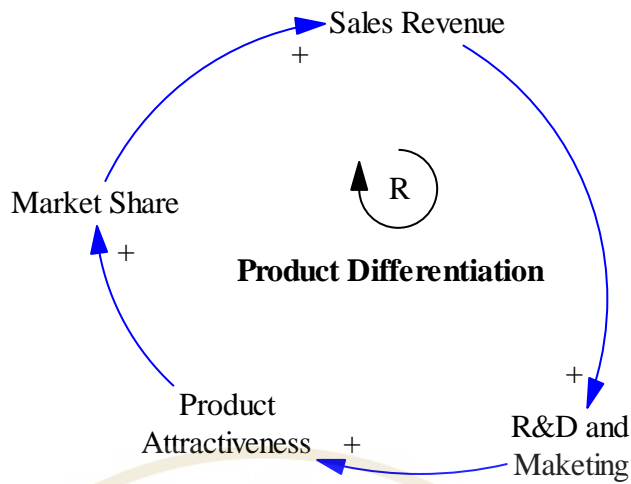 Sales Revenue
+
Market Share
R
+
Product Differentiation
+
Product
Attractiveness
+
R&D and
Maketing